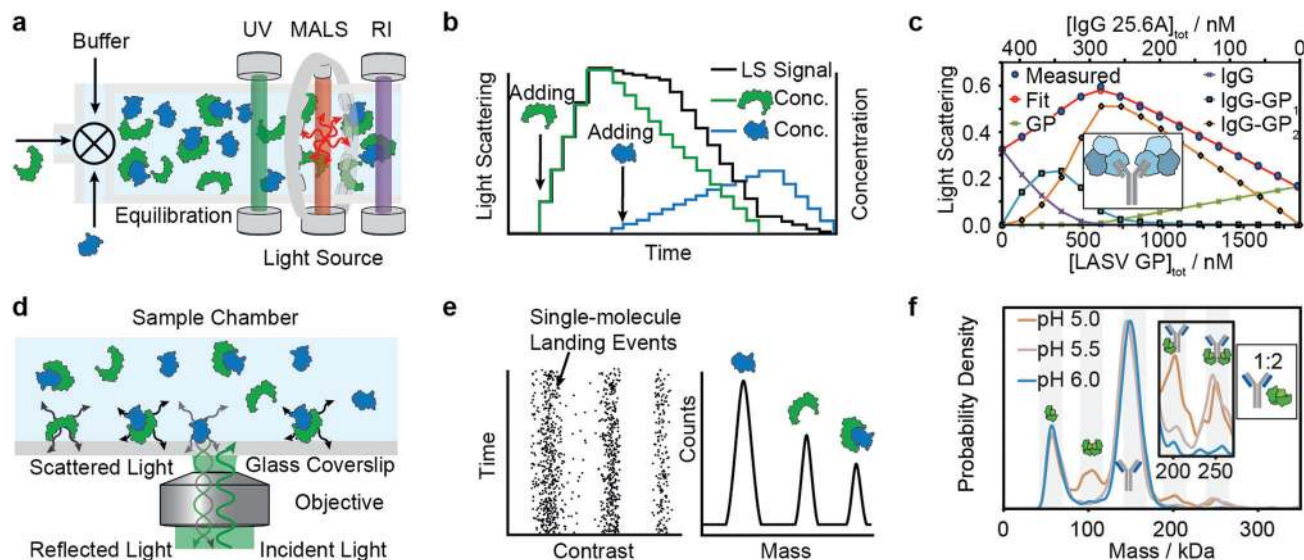 a
UV MALS RI
Buffer
Equilibration
Light Source
b
Light Scattering
Adding
Adding
LS Signal
Conc.
Conc.
Concentration
Time
c
[IgG 25.6A]tot / nM
400 300 200 100 0
Light Scattering
0.6
0.4
0.2
0.0
Measured
Fit
GP
IgG
IgG-GP1
IgG-GP2
0 500 1000 1500
[LASV GP]tot / nM
d
Sample Chamber
Scattered Light
Glass Coverslip
Objective
Reflected Light
Incident Light
e
Single-molecule
Landing Events
Time
Contrast
Counts
Mass
f
Probability Density
pH 5.0
pH 5.5
pH 6.0
200 250
1:2
0 100 200 300
Mass / kDa